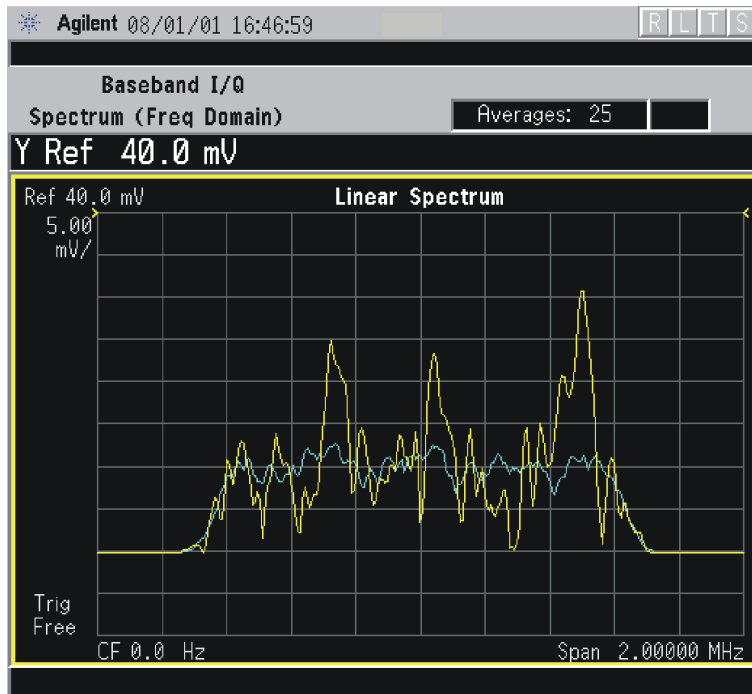 Agilent 08/01/01 16:46:59 R L T S
Baseband I/Q
Spectrum (Freq Domain)
Averages: 25
Y Ref 40.0 mV
Ref 40.0 mV Linear Spectrum
5.00
mV/
Trig
Free
CF 0.0 Hz Span 2.00000 MHz